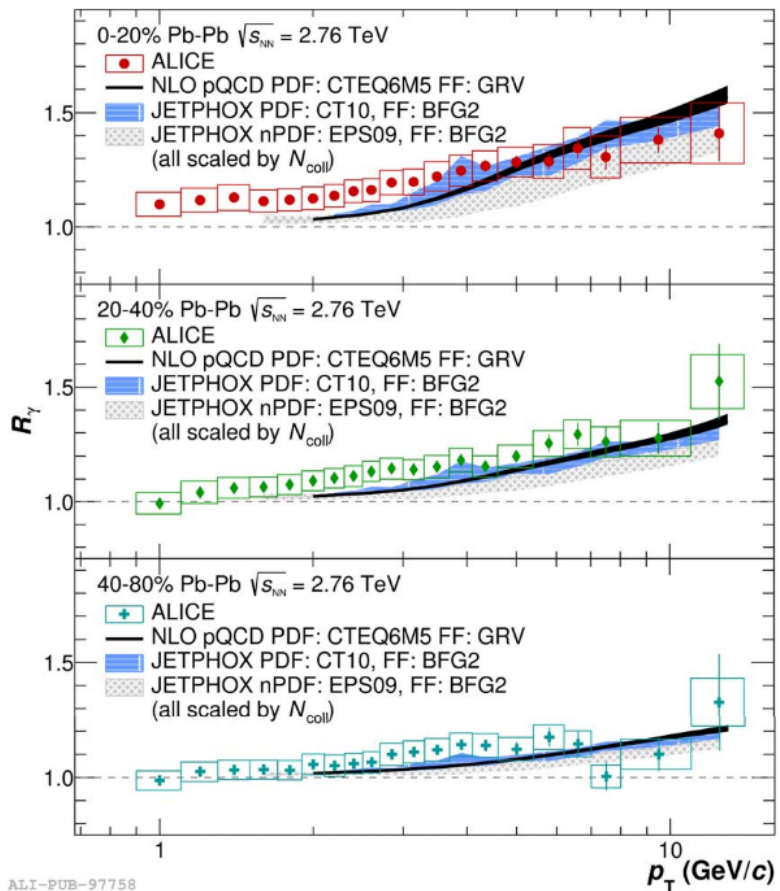 0-20% Pb-Pb √sNN = 2.76 TeV
ALICE
NLO pQCD PDF: CTEQ6M5 FF: GRV
JETPHOX PDF: CT10, FF: BFG2
JETPHOX nPDF: EPS09, FF: BFG2
(all scaled by Ncoll)
1.5
1.0
20-40% Pb-Pb √sNN = 2.76 TeV
ALICE
NLO pQCD PDF: CTEQ6M5 FF: GRV
JETPHOX PDF: CT10, FF: BFG2
JETPHOX nPDF: EPS09, FF: BFG2
(all scaled by Ncoll)
1.5
1.0
Rγ
40-80% Pb-Pb √sNN = 2.76 TeV
ALICE
NLO pQCD PDF: CTEQ6M5 FF: GRV
JETPHOX PDF: CT10, FF: BFG2
JETPHOX nPDF: EPS09, FF: BFG2
(all scaled by Ncoll)
1.5
1.0
1 10
pT (GeV/c)
ALI-PUB-97758